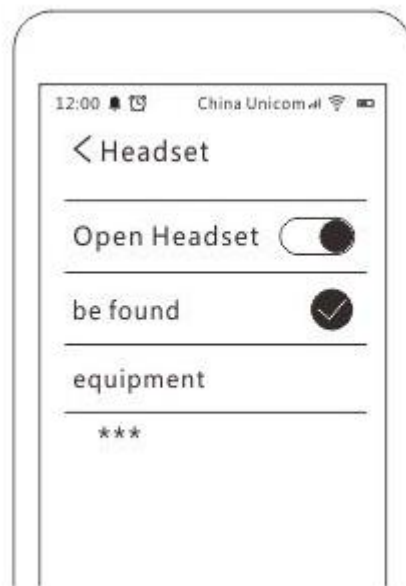 12:00 China Unicom
< Headset
Open Headset
be found
equipment
***